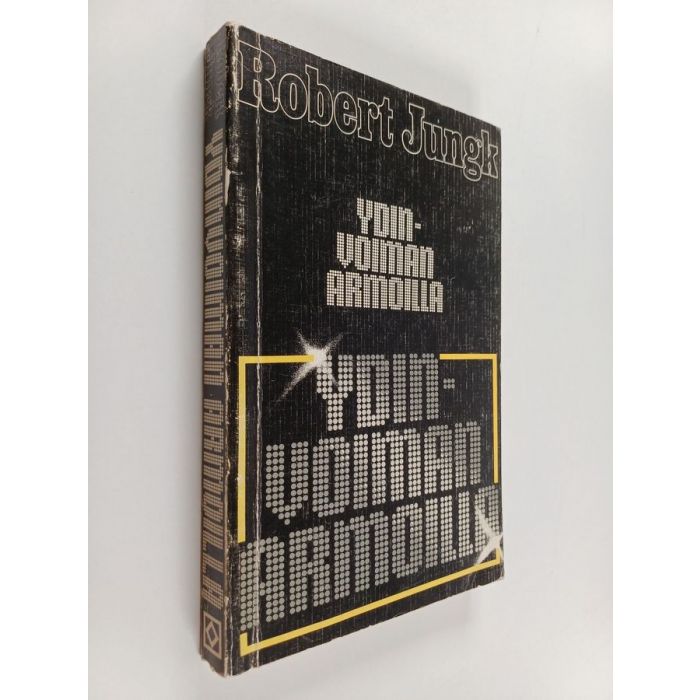 Robert Jungk
YDIN-
VOIMAN
ARMOILLA
YDIN-
VOIMAN
ARMOILLA
YDINVOIMAN ARMOILLA